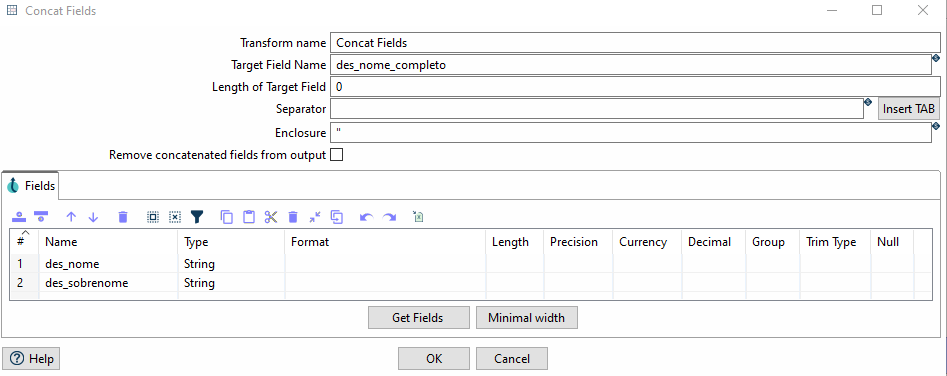 Concat Fields
Transform name Concat Fields
Target Field Name des_nome_completo
Length of Target Field 0
Separator Insert TAB
Enclosure "
Remove concatenated fields from output
Fields
# Name Type Format Length Precision Currency Decimal Group Trim Type Null
1 des_nome String
2 des_sobrenome String
Get Fields Minimal width
Help OK Cancel